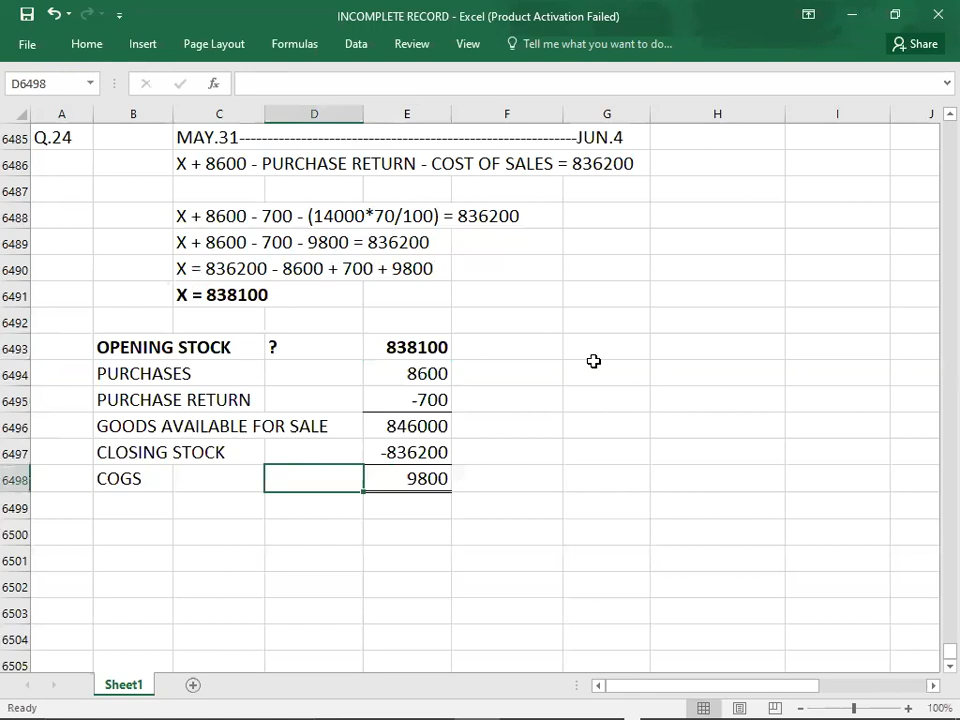 INCOMPLETE RECORD - Excel (Product Activation Failed)
File Home Insert Page Layout Formulas Data Review View Tell me what you want to do... Share
D6498 fx
A B C D E F G H I J
6485 Q.24 MAY.31----------------------------------------------------------JUN.4
6486 X + 8600 - PURCHASE RETURN - COST OF SALES = 836200
6487
6488 X + 8600 - 700 - (14000*70/100) = 836200
6489 X + 8600 - 700 - 9800 = 836200
6490 X = 836200 - 8600 + 700 + 9800
6491 X = 838100
6492
6493 OPENING STOCK ? 838100
6494 PURCHASES 8600
6495 PURCHASE RETURN -700
6496 GOODS AVAILABLE FOR SALE 846000
6497 CLOSING STOCK -836200
6498 COGS 9800
6499
6500
6501
6502
6503
6504
6505
Sheet1
Ready 100%